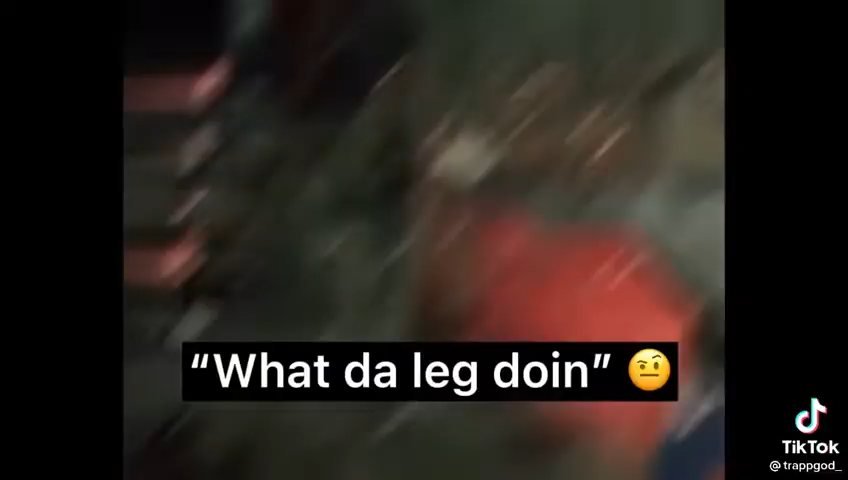 “What da leg doin” 🤨
TikTok
@trappgod_